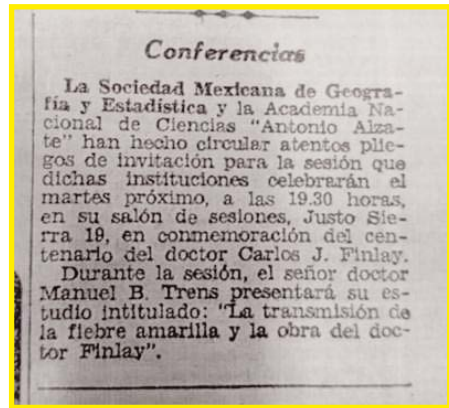 Conferencias
La Sociedad Mexicana de Geogra-
fía y Estadística y la Academia Na-
cional de Ciencias "Antonio Alza-
te" han hecho circular atentos plie-
gos de invitación para la sesión que
dichas instituciones celebrarán el
martes próximo, a las 19.30 horas,
en su salón de sesiones, Justo Sie-
rra 19, en conmemoración del cen-
tenario del doctor Carlos J. Finlay.
Durante la sesión, el señor doctor
Manuel B. Trens presentará su es-
tudio intitulado: "La transmisión de
la fiebre amarilla y la obra del doc-
tor Finlay".